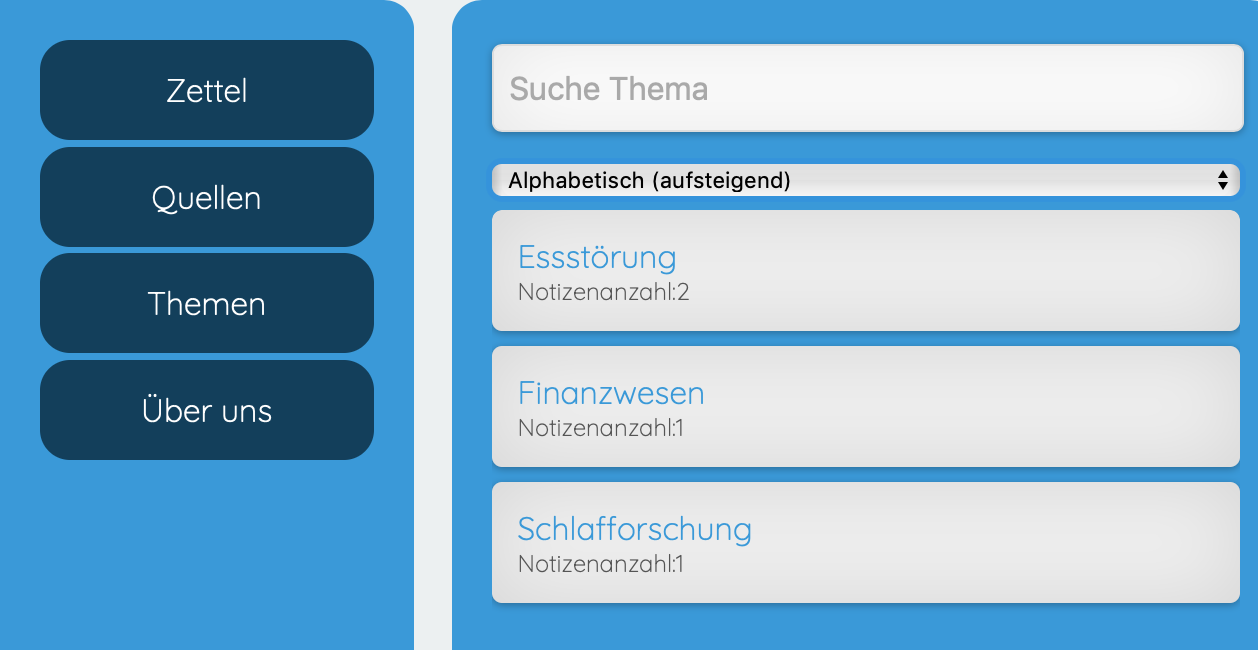 Zettel
Quellen
Themen
Über uns
Suche Thema
Alphabetisch (aufsteigend)
Essstörung
Notizenanzahl:2
Finanzwesen
Notizenanzahl:1
Schlafforschung
Notizenanzahl:1